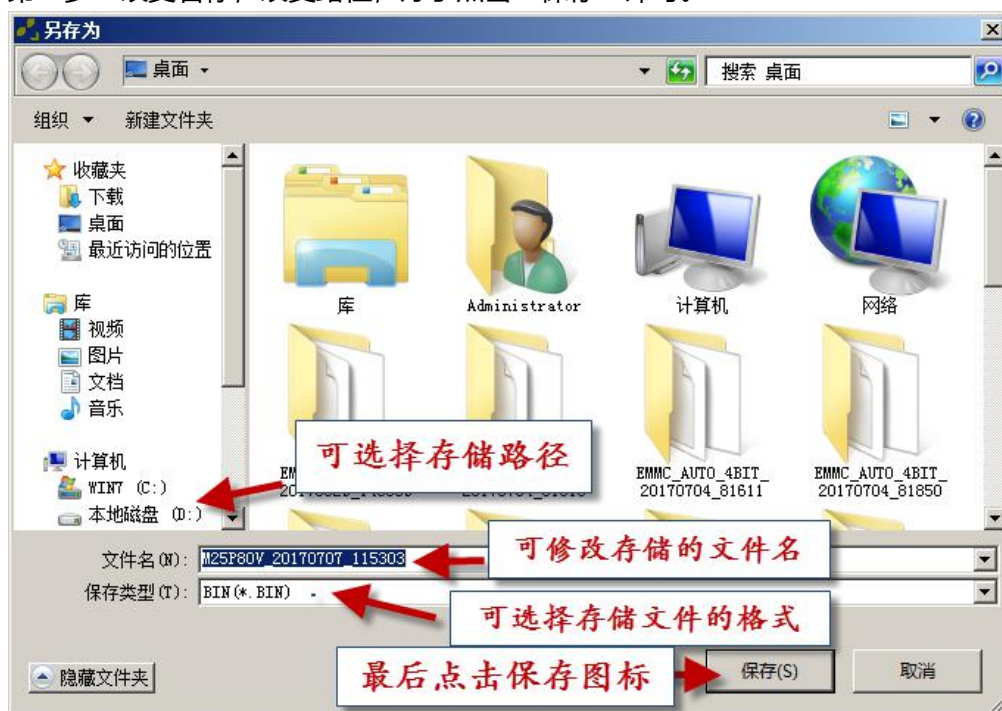 另存为
桌面
搜索 桌面
组织
新建文件夹
收藏夹
下载
桌面
最近访问的位置
库
视频
图片
文档
音乐
计算机
WIN7 (C:)
本地磁盘 (D:)
库
Administrator
计算机
网络
EMMC_AUTO_4BIT_
20170704_81611
EMMC_AUTO_4BIT_
20170704_81850
可选择存储路径
文件名(N):
M25P80V_20170707_115303
可修改存储的文件名
保存类型(T):
BIN(*.BIN)
可选择存储文件的格式
隐藏文件夹
最后点击保存图标
保存(S)
取消